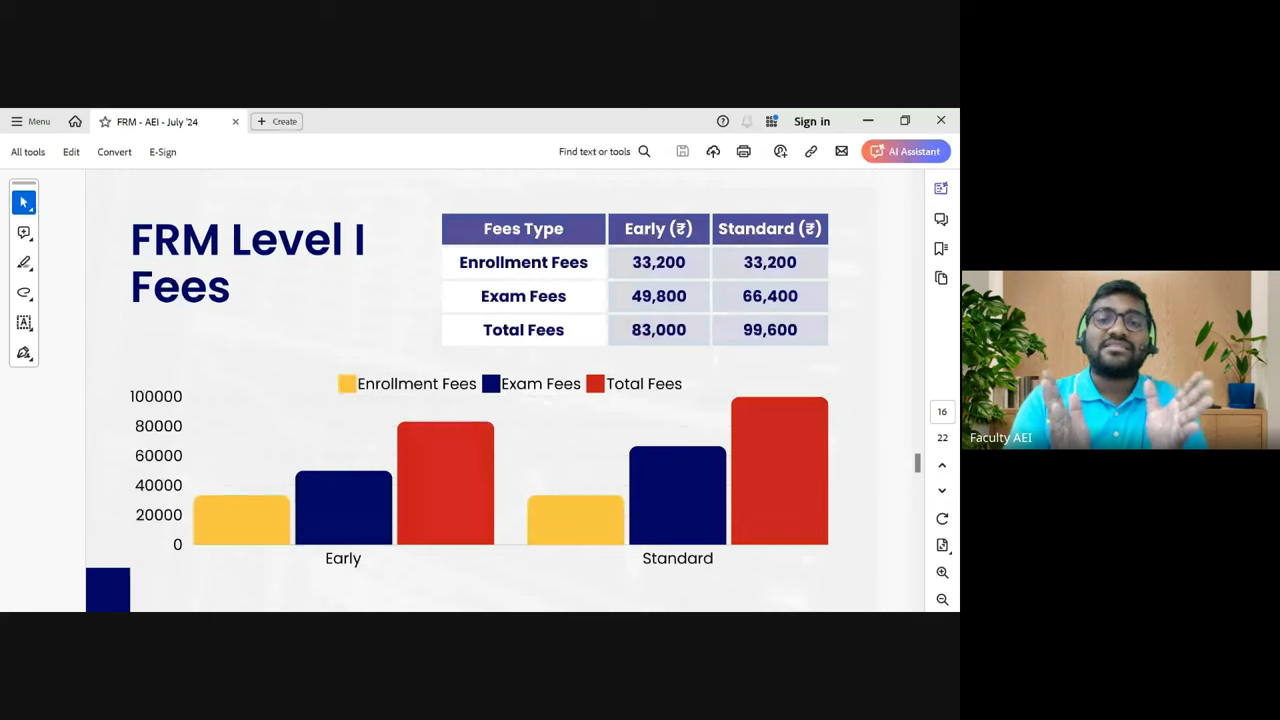 Menu
FRM - AEI - July '24
Create
Sign in
All tools
Edit
Convert
E-Sign
Find text or tools
AI Assistant
FRM Level I
Fees
Fees Type Early (₹) Standard (₹)
Enrollment Fees 33,200 33,200
Exam Fees 49,800 66,400
Total Fees 83,000 99,600
Enrollment Fees Exam Fees Total Fees
100000
80000
60000
40000
20000
0
Early
Standard
16
22
Faculty AEI